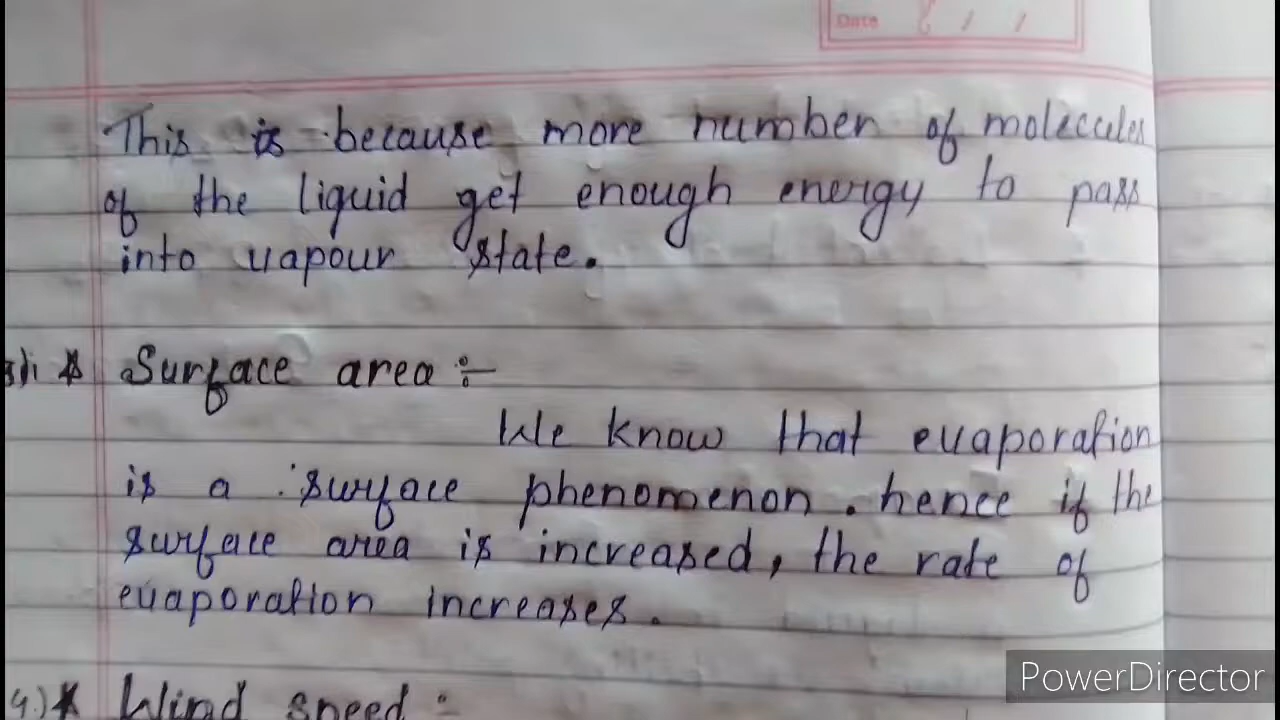 Date
This is because more number of molecules
of the liquid get enough energy to pass
into vapour state.
* Surface area :-
We know that evaporation
is a surface phenomenon. hence if the
surface area is increased, the rate of
evaporation increases.
4.) * Wind speed :-
PowerDirector